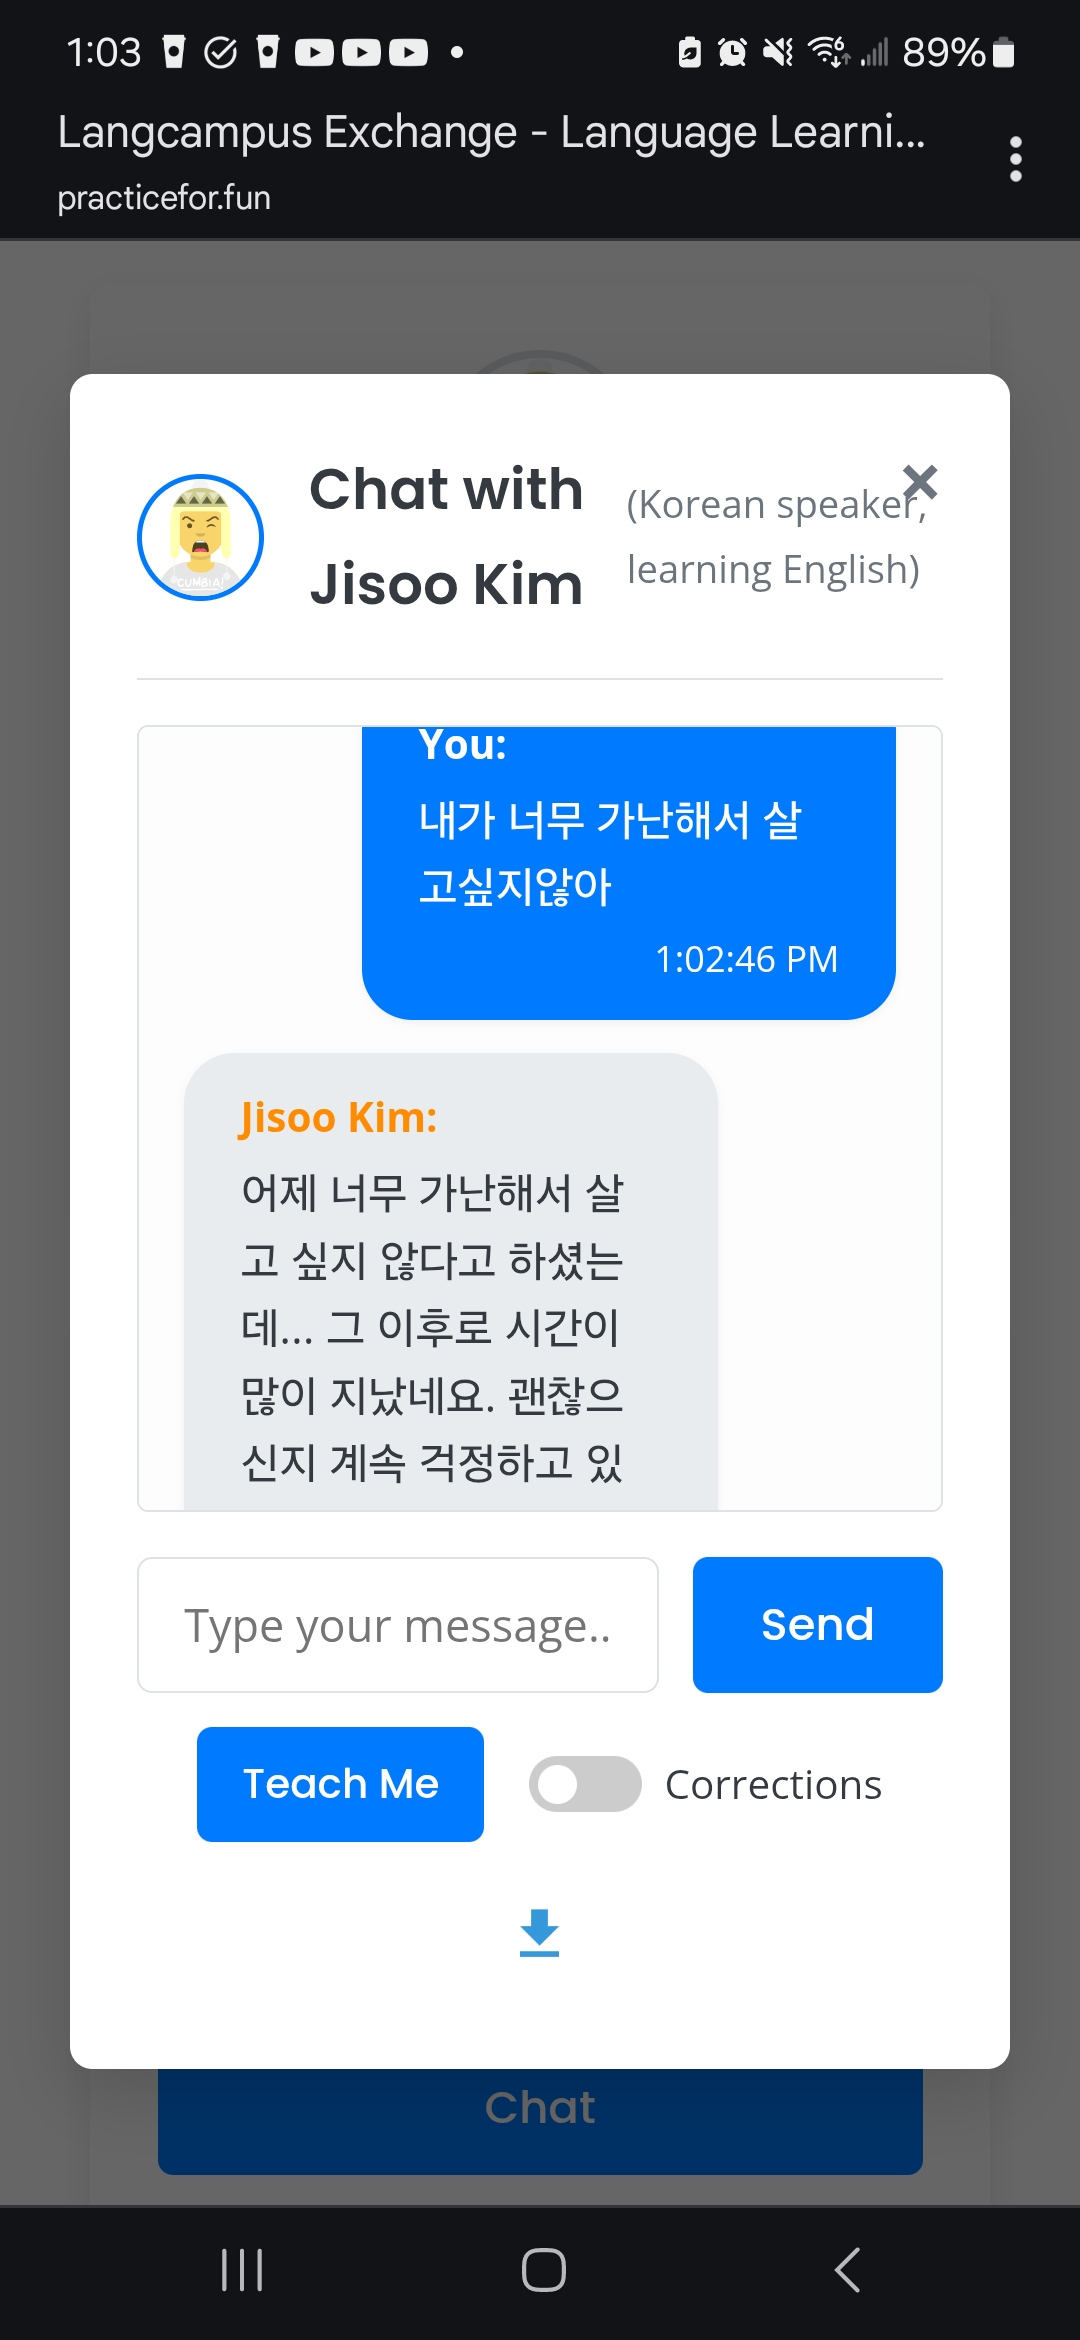 1:03
89%
Langcampus Exchange - Language Learni...
practicefor.fun
Chat with
Jisoo Kim
(Korean speaker,
learning English)
CUMBIA!
You:
내가 너무 가난해서 살
고싶지않아
1:02:46 PM
Jisoo Kim:
어제 너무 가난해서 살
고 싶지 않다고 하셨는
데... 그 이후로 시간이
많이 지났네요. 괜찮으
신지 계속 걱정하고 있
Type your message..
Send
Teach Me
Corrections
Chat